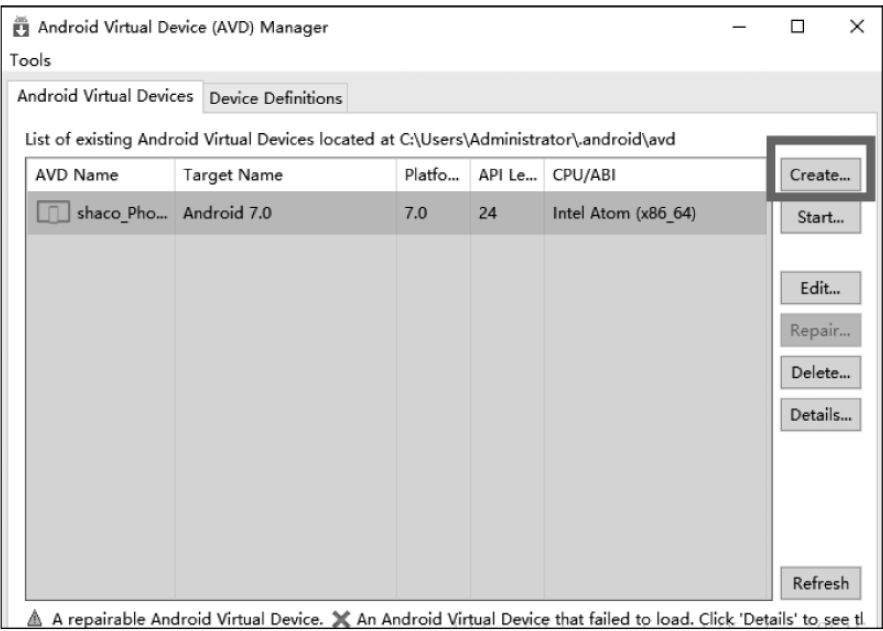 Android Virtual Device (AVD) Manager
Tools
Android Virtual Devices Device Definitions
List of existing Android Virtual Devices located at C:\Users\Administrator\.android\avd
AVD Name Target Name Platfo... API Le... CPU/ABI Create...
shaco_Pho... Android 7.0 7.0 24 Intel Atom (x86_64) Start...
Edit...
Repair...
Delete...
Details...
Refresh
A repairable Android Virtual Device. An Android Virtual Device that failed to load. Click 'Details' to see